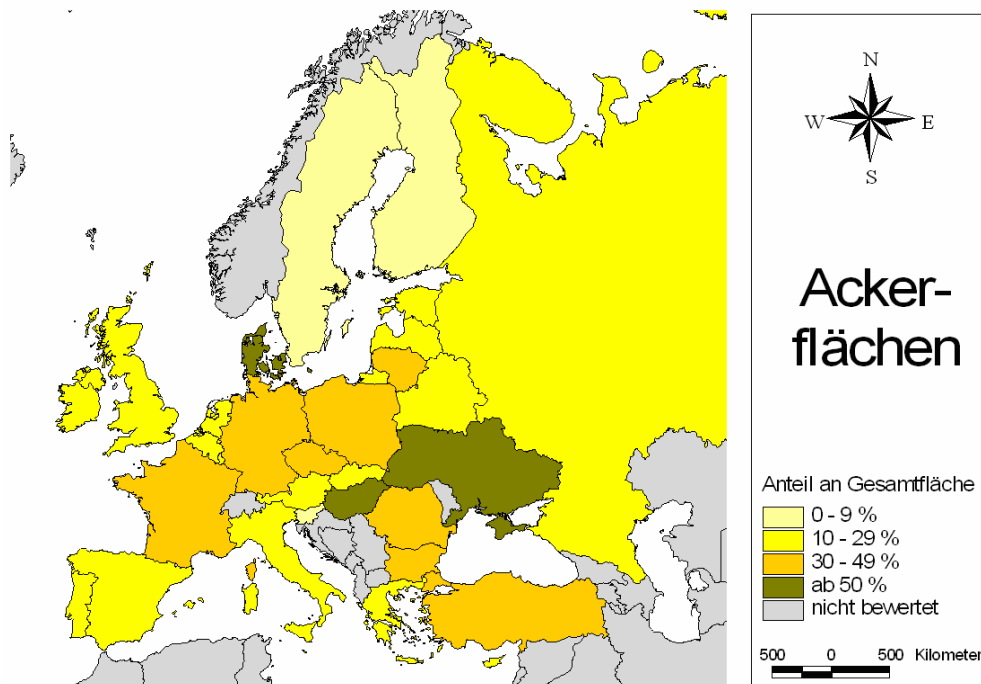 N
W E
S
Acker-
flächen
Anteil an Gesamtfläche
0 - 9 %
10 - 29 %
30 - 49 %
ab 50 %
nicht bewertet
500 0 500 Kilometer